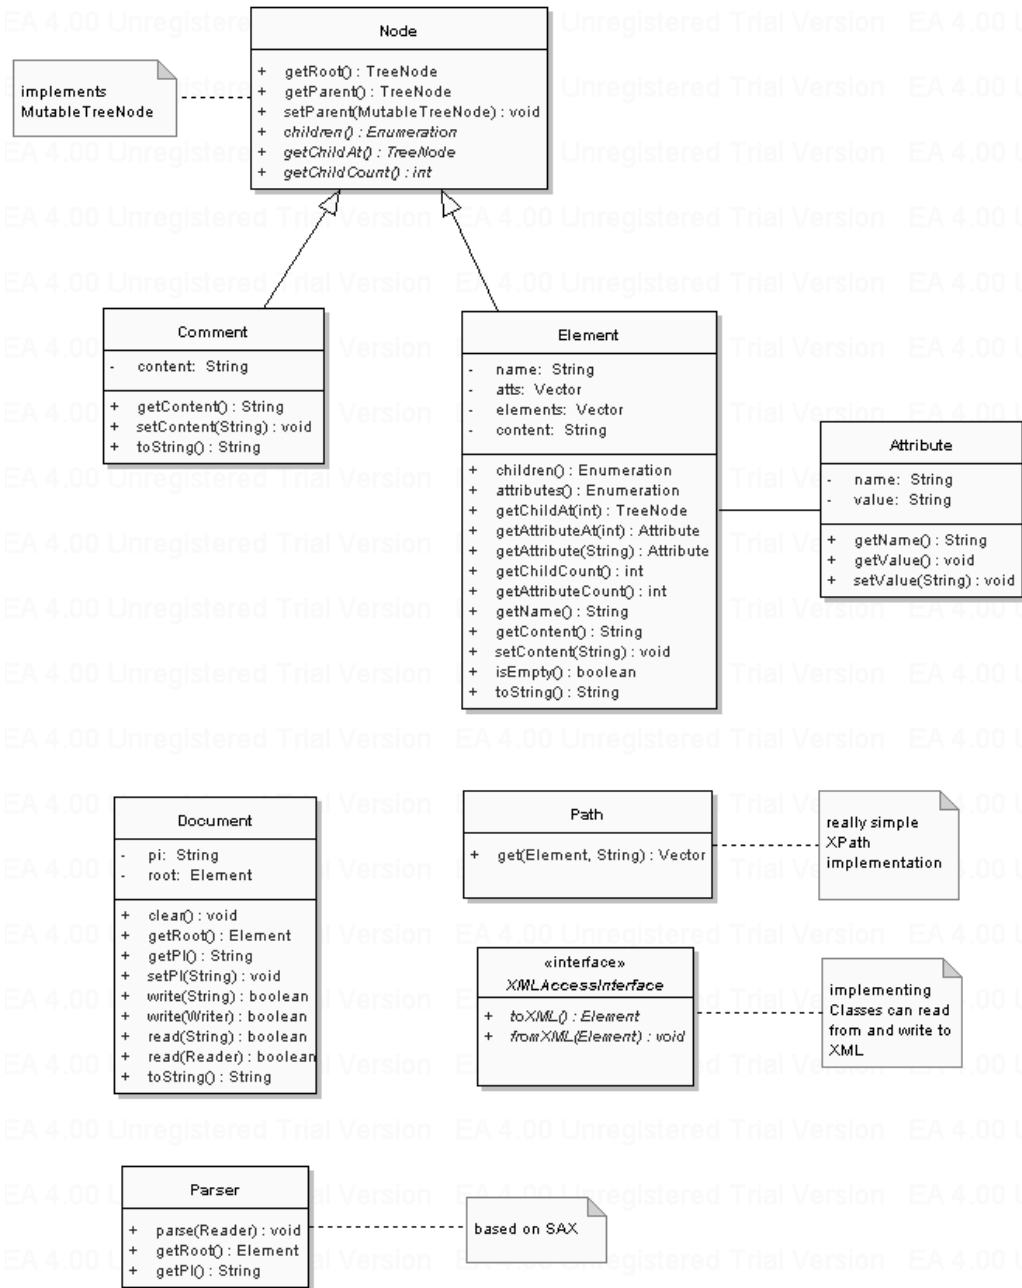 Node
+ getRoot() : TreeNode
+ getParent() : TreeNode
+ setParent(MutableTreeNode) : void
+ children() : Enumeration
+ getChildAt() : TreeNode
+ getChildCount() : int
implements
MutableTreeNode
Comment
- content: String
+ getContent() : String
+ setContent(String) : void
+ toString() : String
Element
- name: String
- atts: Vector
- elements: Vector
- content: String
+ children() : Enumeration
+ attributes() : Enumeration
+ getChildAt(int) : TreeNode
+ getAttributeAt(int) : Attribute
+ getAttribute(String) : Attribute
+ getChildCount() : int
+ getAttributeCount() : int
+ getName() : String
+ getContent() : String
+ setContent(String) : void
+ isEmpty() : boolean
+ toString() : String
Attribute
- name: String
- value: String
+ getName() : String
+ getValue() : void
+ setValue(String) : void
Document
- pi: String
- root: Element
+ clear() : void
+ getRoot() : Element
+ getPI() : String
+ setPI(String) : void
+ write(String) : boolean
+ write(Writer) : boolean
+ read(String) : boolean
+ read(Reader) : boolean
+ toString() : String
Path
+ get(Element, String) : Vector
really simple
XPath
implementation
«interface»
XMLAccessInterface
+ toXML() : Element
+ fromXML(Element) : void
implementing
Classes can read
from and write to
XML
Parser
+ parse(Reader) : void
+ getRoot() : Element
+ getPI() : String
based on SAX
EA 4.00 Unregistered Trial Version